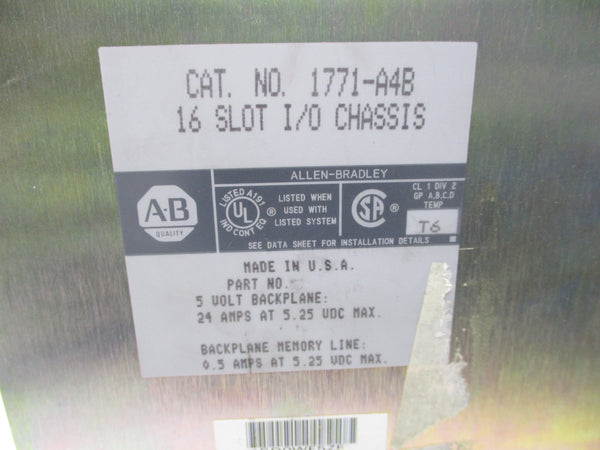 CAT. NO. 1771-A4B
16 SLOT I/O CHASSIS
ALLEN-BRADLEY
A-B
QUALITY
LISTED A197
UL
IND CONT EQ
®
LISTED WHEN
USED WITH
LISTED SYSTEM
SA
®
CL 1 DIV 2
GP A,B,C,D
TEMP
T6
SEE DATA SHEET FOR INSTALLATION DETAILS
MADE IN U.S.A.
PART NO.
5 VOLT BACKPLANE:
24 AMPS AT 5.25 VDC MAX.
BACKPLANE MEMORY LINE:
0.5 AMPS AT 5.25 VDC MAX.